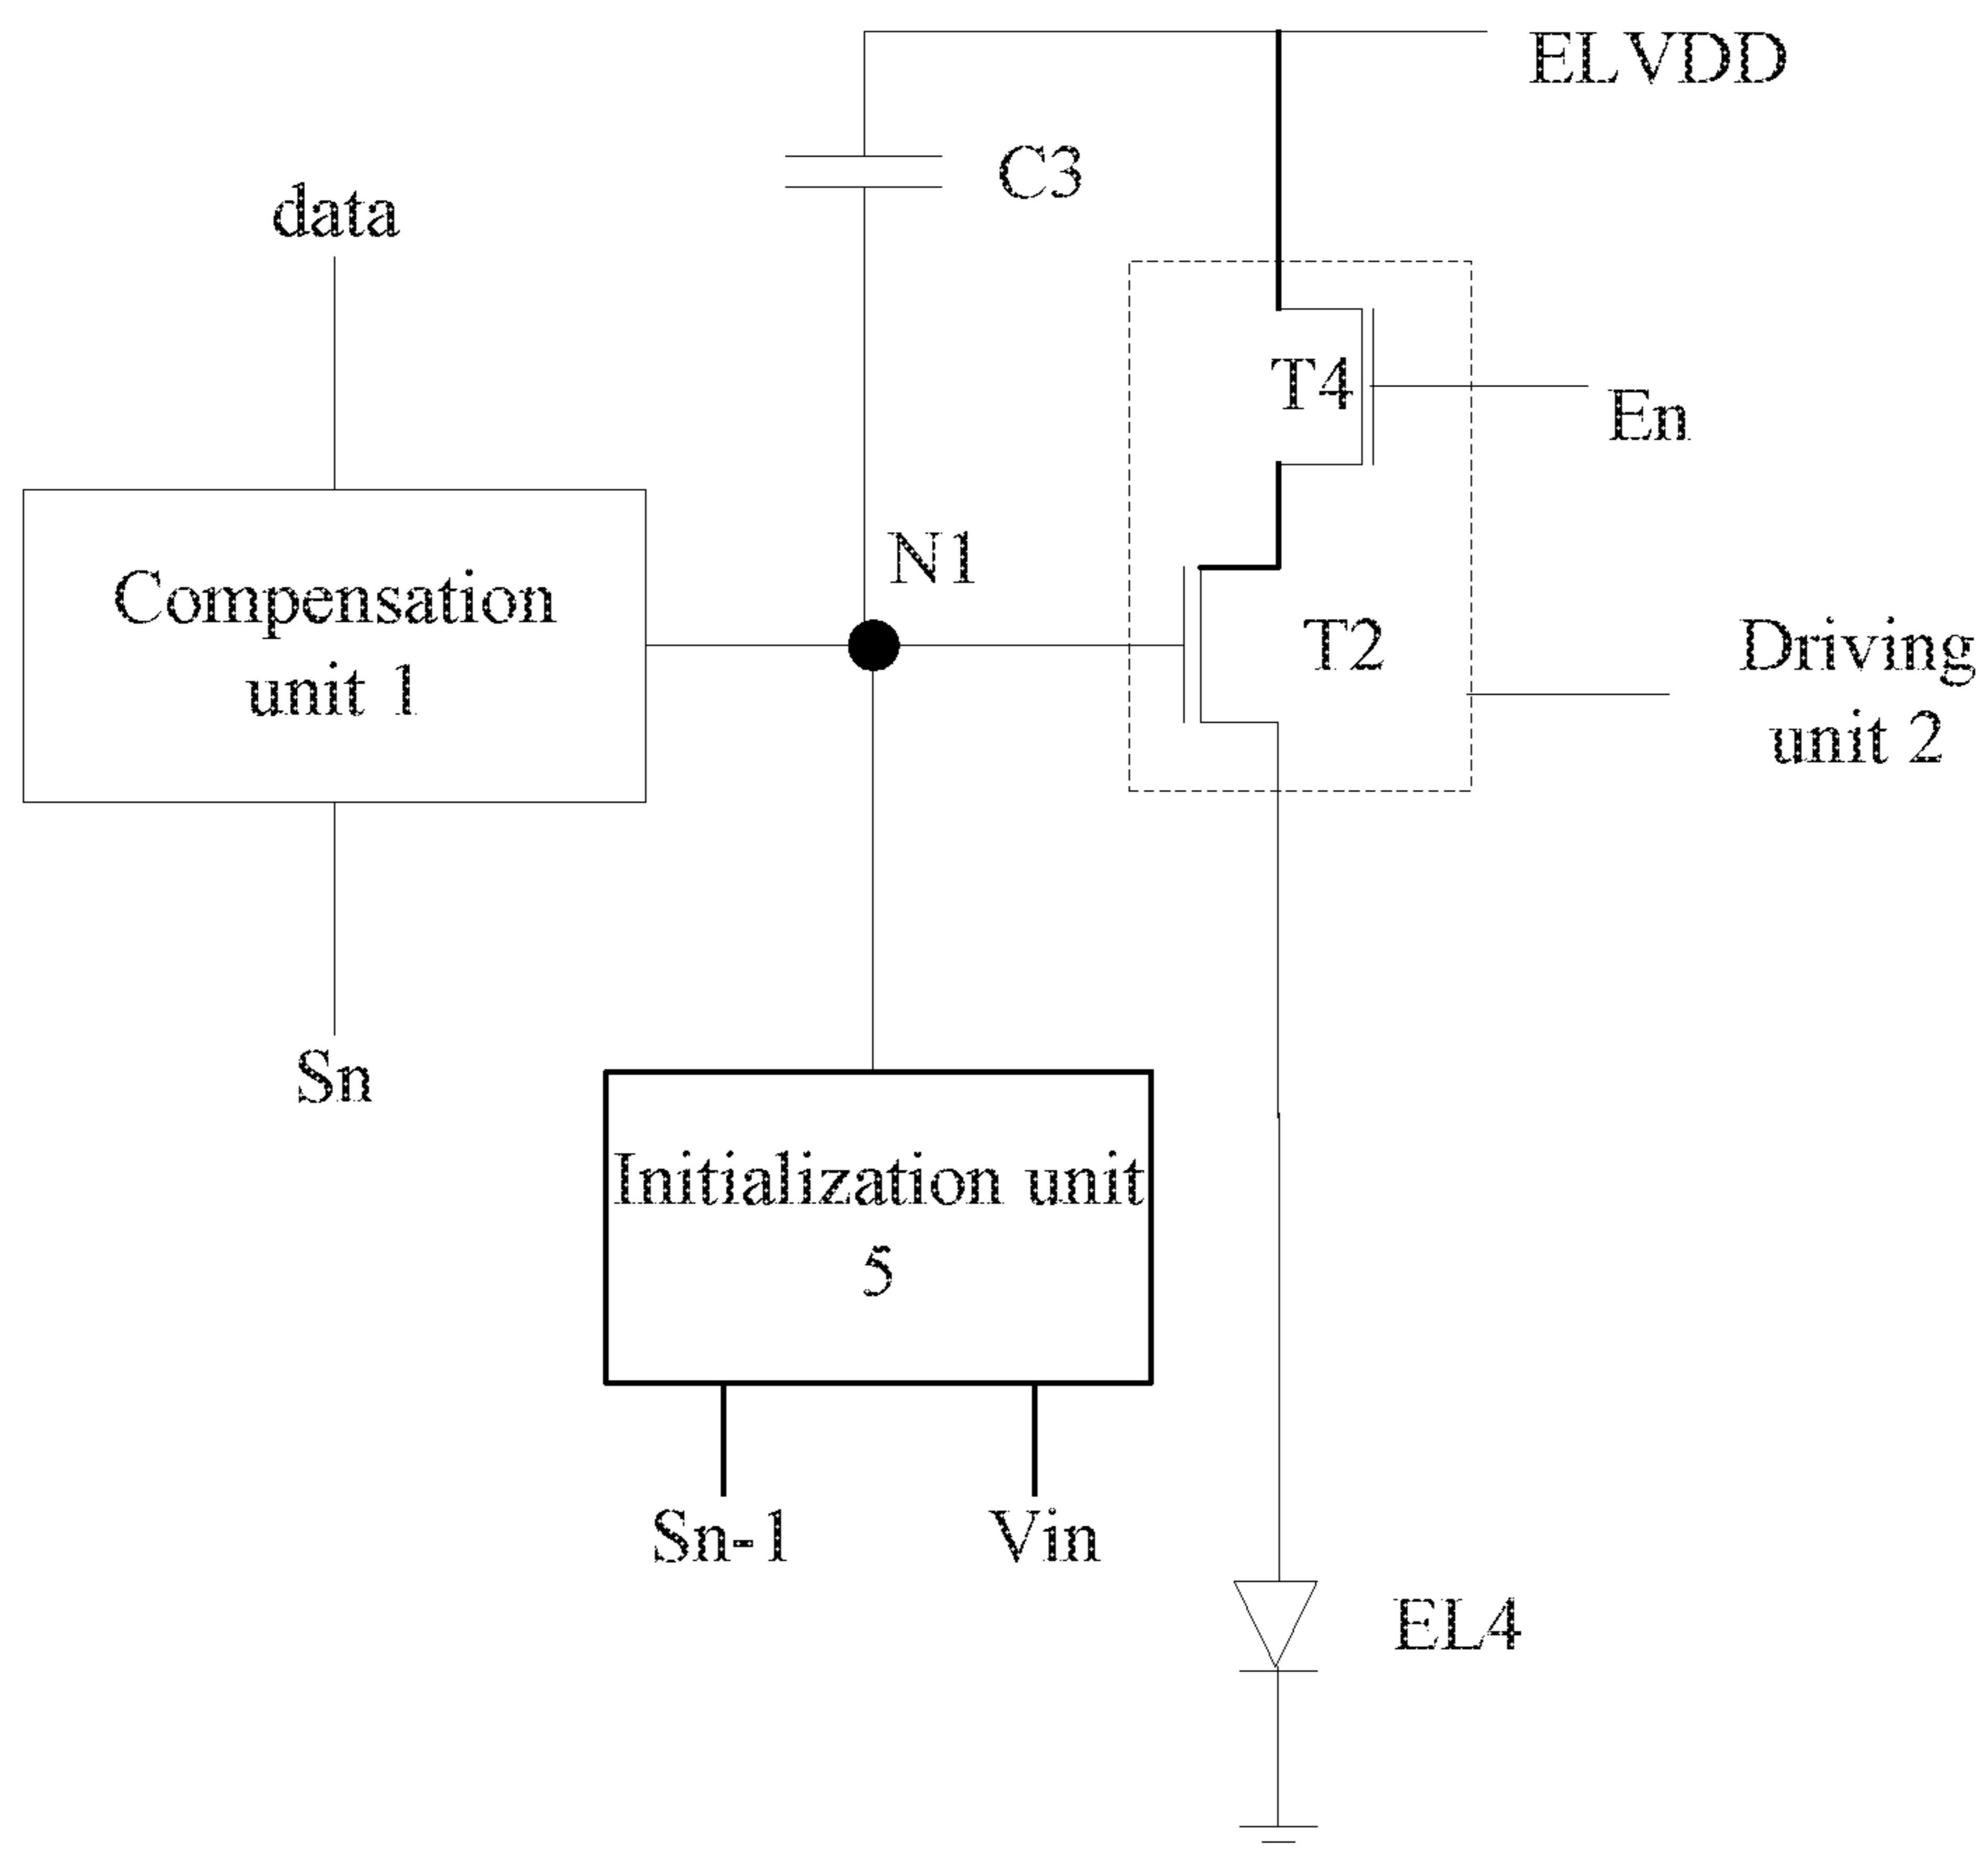 ELVDD
C3
data
T4
En
N1
Compensation
unit 1
T2
Driving
unit 2
Sn
Initialization unit
5
Sn-1
Vin
EL4